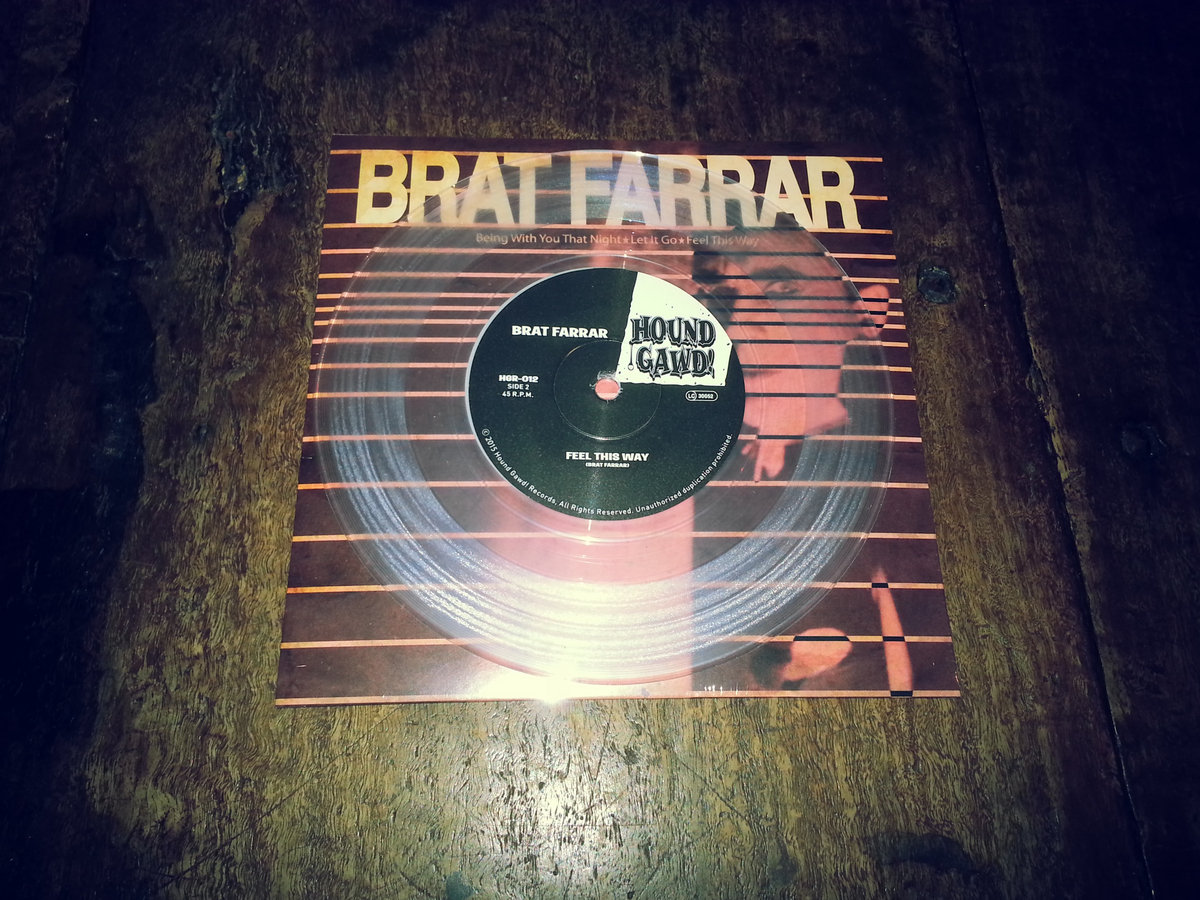 BRAT FARRAR
Being With You That Night★Let It Go★Feel This Way
BRAT FARRAR
HOUND
GAWD!
HGR-012
SIDE 2
45 R.P.M.
LC 30052
FEEL THIS WAY
(BRAT FARRAR)
℗ 2015 Hound Gawd! Records. All Rights Reserved. Unauthorized duplication prohibited.